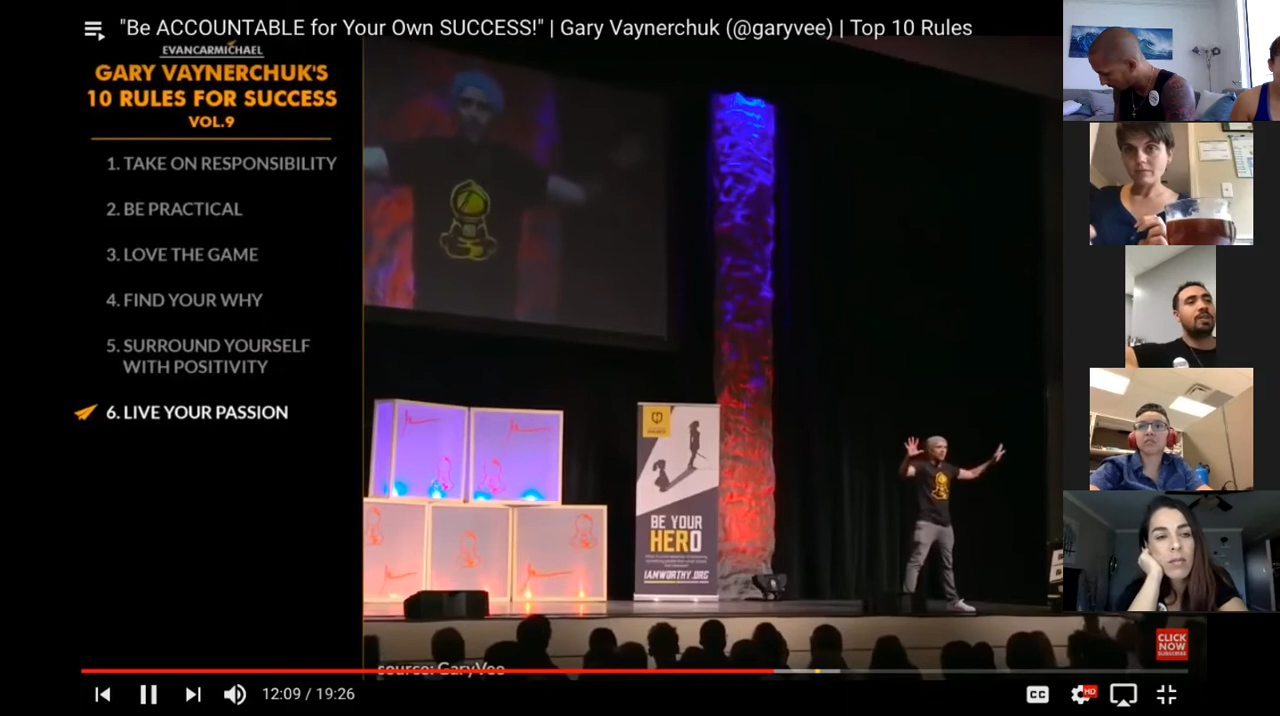 "Be ACCOUNTABLE for Your Own SUCCESS!" | Gary Vaynerchuk (@garyvee) | Top 10 Rules
EVANCARMICHAEL
GARY VAYNERCHUK'S
10 RULES FOR SUCCESS
VOL.9
1. TAKE ON RESPONSIBILITY
2. BE PRACTICAL
3. LOVE THE GAME
4. FIND YOUR WHY
5. SURROUND YOURSELF
WITH POSITIVITY
6. LIVE YOUR PASSION
BE YOUR
HERO
IAMWORTHY.ORG
CLICK
NOW
SUBSCRIBE
source: GaryVee
12:09 / 19:26
CC
HD